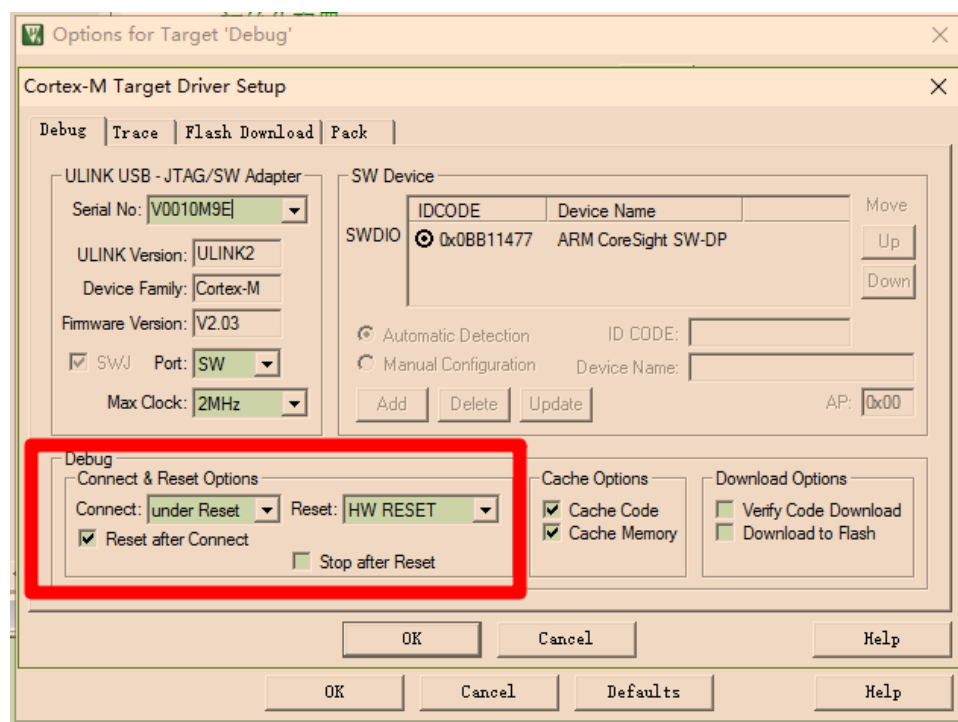 Options for Target 'Debug'
Cortex-M Target Driver Setup
Debug Trace Flash Download Pack
ULINK USB - JTAG/SW Adapter
Serial No: V0010M9E
ULINK Version: ULINK2
Device Family: Cortex-M
Firmware Version: V2.03
SWJ Port: SW
Max Clock: 2MHz
SW Device
IDCODE Device Name
SWDIO 0x0BB11477 ARM CoreSight SW-DP
Move
Up
Down
Automatic Detection ID CODE:
Manual Configuration Device Name:
Add Delete Update AP: 0x00
Debug
Connect & Reset Options
Connect: under Reset Reset: HW RESET
Reset after Connect
Stop after Reset
Cache Options
Cache Code
Cache Memory
Download Options
Verify Code Download
Download to Flash
OK Cancel Help
OK Cancel Defaults Help